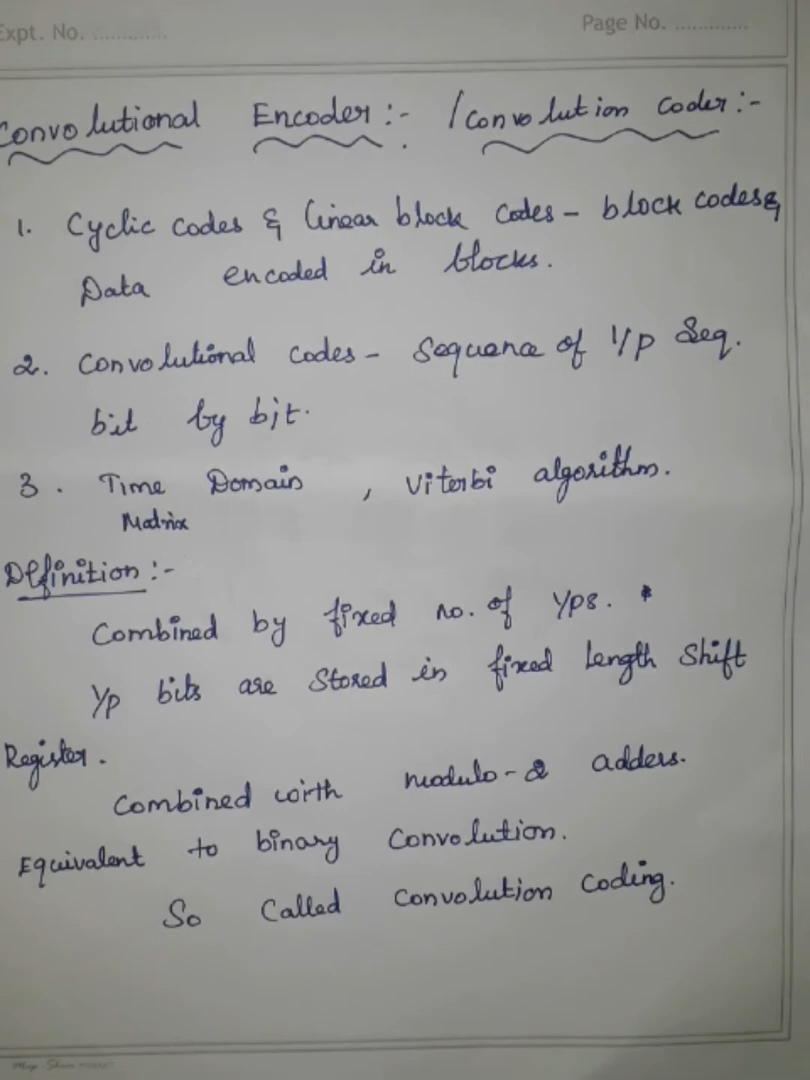 Expt. No. ............
Page No. ............
Convolutional Encoder :- / Convolution Coder :-
1. Cyclic codes & linear block codes - block codes &
Data encoded in blocks.
2. Convolutional codes - Sequence of I/p Seq.
bit by bit.
3. Time Domain , Viterbi algorithm.
Matrix
Definition :-
Combined by fixed no. of I/ps.
I/p bits are Stored in fixed Length Shift
Register.
Combined with modulo-2 adders.
Equivalent to binary Convolution.
So Called Convolution Coding.